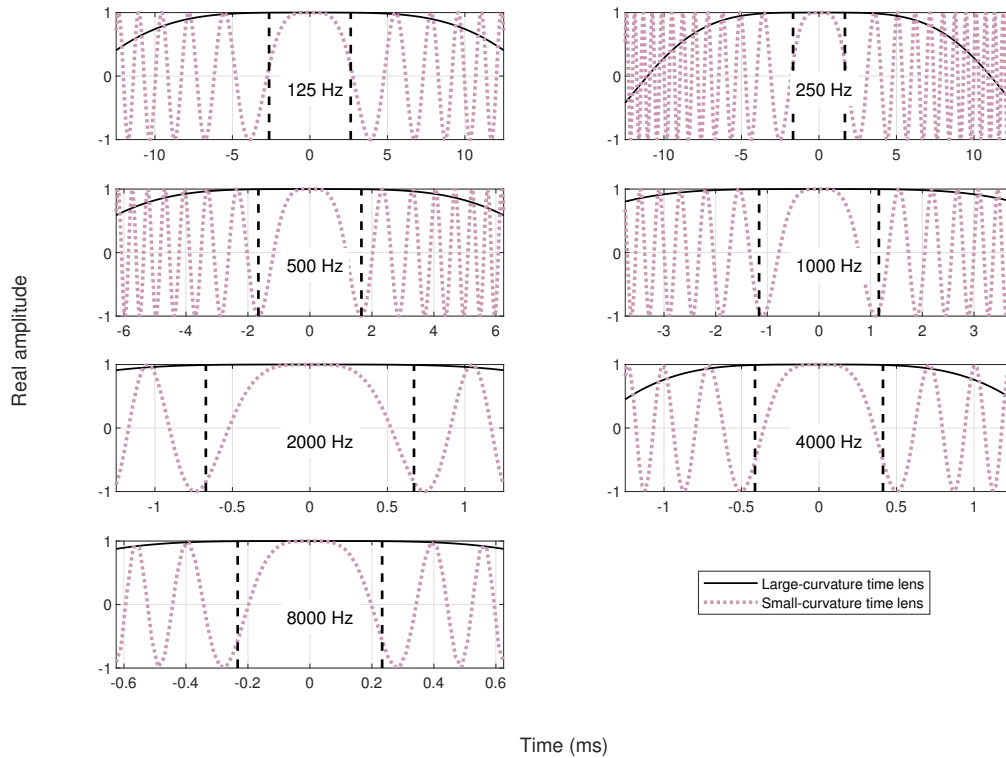 1
0
-1
125 Hz
-10 -5 0 5 10
1
0
-1
250 Hz
-10 -5 0 5 10
1
0
-1
500 Hz
-6 -4 -2 0 2 4 6
1
0
-1
1000 Hz
-3 -2 -1 0 1 2 3
1
0
-1
2000 Hz
-1 -0.5 0 0.5 1
1
0
-1
4000 Hz
-1 -0.5 0 0.5 1
1
0
-1
8000 Hz
-0.6 -0.4 -0.2 0 0.2 0.4 0.6
Large-curvature time lens
Small-curvature time lens
Real amplitude
Time (ms)